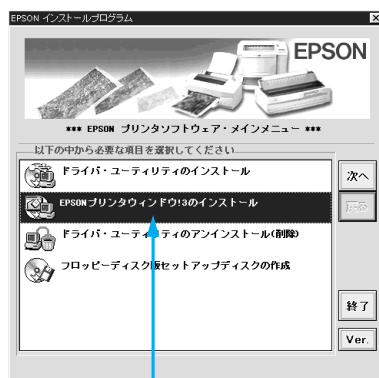 EPSON インストールプログラム
EPSON
*** EPSON プリンタソフトウェア・メインメニュー ***
以下の中から必要な項目を選択してください
ドライバ・ユーティリティのインストール
EPSONプリンタウィンドウ!3のインストール
ドライバ・ユーティリティのアンインストール(削除)
フロッピーディスク版セットアップディスクの作成
次へ
戻る
終了
Ver.